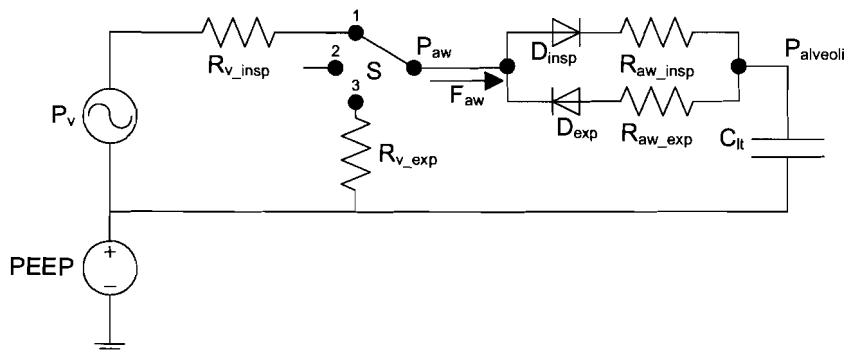 1
2
S
3
R_v_insp
P_aw
F_aw
D_insp
R_aw_insp
P_alveoli
D_exp
R_aw_exp
C_lt
P_v
R_v_exp
PEEP
+
–